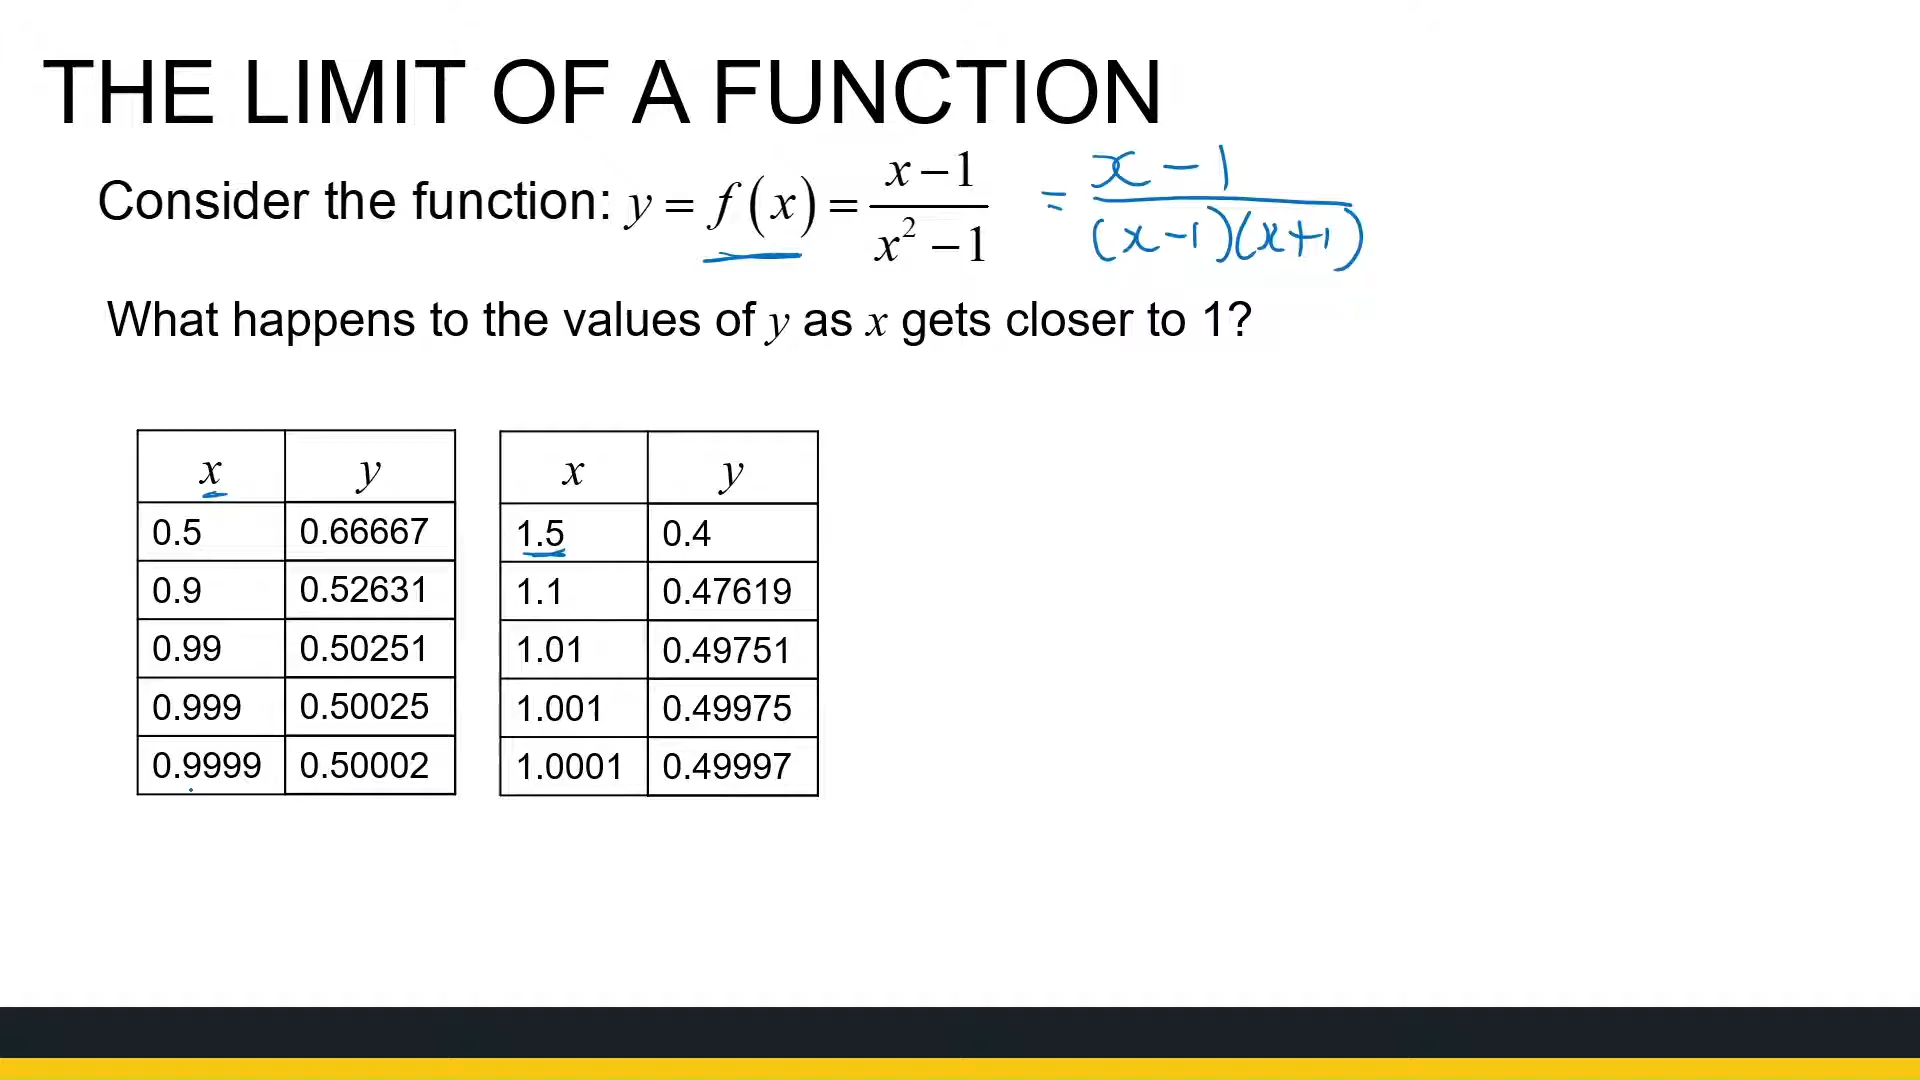 THE LIMIT OF A FUNCTION
Consider the function: y = f(x) = (x−1)/(x²−1) = (x−1)/((x−1)(x+1))
What happens to the values of y as x gets closer to 1?
x y x y
0.5 0.66667 1.5 0.4
0.9 0.52631 1.1 0.47619
0.99 0.50251 1.01 0.49751
0.999 0.50025 1.001 0.49975
0.9999 0.50002 1.0001 0.49997